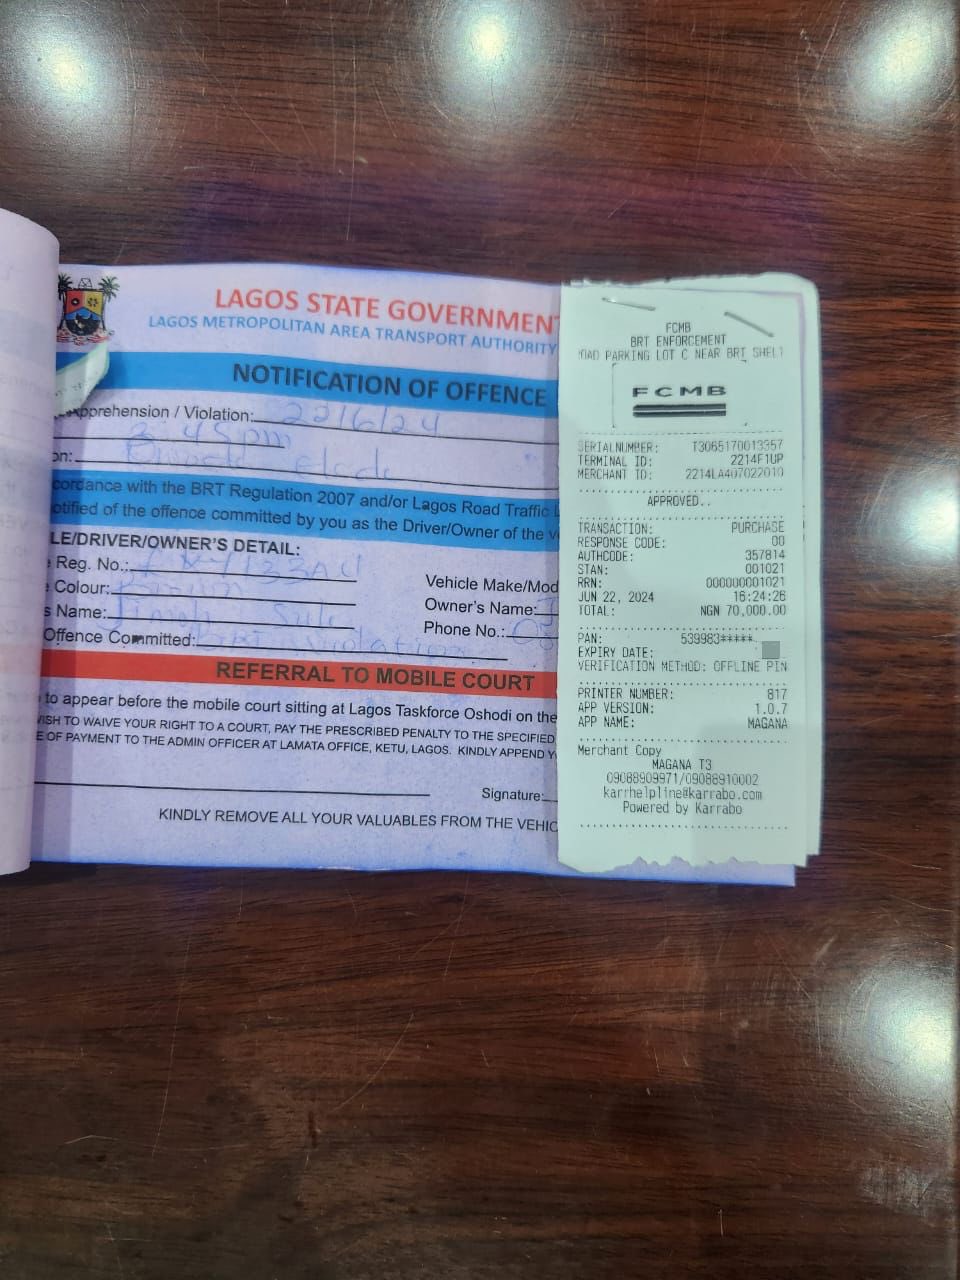 LAGOS STATE GOVERNMENT
LAGOS METROPOLITAN AREA TRANSPORT AUTHORITY
NOTIFICATION OF OFFENCE
Apprehension / Violation: 22/6/24
3:45pm
on:
ccordance with the BRT Regulation 2007 and/or Lagos Road Traffic L
otified of the offence committed by you as the Driver/Owner of the ve
LE/DRIVER/OWNER'S DETAIL:
Reg. No.:
Vehicle Make/Mod
Colour:
Owner's Name:
s Name:
Phone No.:
Offence Committed: BRT violation
REFERRAL TO MOBILE COURT
to appear before the mobile court sitting at Lagos Taskforce Oshodi on the
ISH TO WAIVE YOUR RIGHT TO A COURT, PAY THE PRESCRIBED PENALTY TO THE SPECIFIED
E OF PAYMENT TO THE ADMIN OFFICER AT LAMATA OFFICE, KETU, LAGOS. KINDLY APPEND Y
Signature:
KINDLY REMOVE ALL YOUR VALUABLES FROM THE VEHIC
FCMB
BRT ENFORCEMENT
OAD PARKING LOT C NEAR BRT SHELT
FCMB
SERIALNUMBER: T3065170013357
TERMINAL ID: 2214F1UP
MERCHANT ID: 2214LA407022010
APPROVED..
TRANSACTION: PURCHASE
RESPONSE CODE: 00
AUTHCODE: 357814
STAN: 001021
RRN: 000000001021
JUN 22, 2024 16:24:26
TOTAL: NGN 70,000.00
PAN: 539983*****
EXPIRY DATE:
VERIFICATION METHOD: OFFLINE PIN
PRINTER NUMBER: 817
APP VERSION: 1.0.7
APP NAME: MAGANA
Merchant Copy
MAGANA T3
09088909971/09088910002
karrhelpline@karrabo.com
Powered by Karrabo